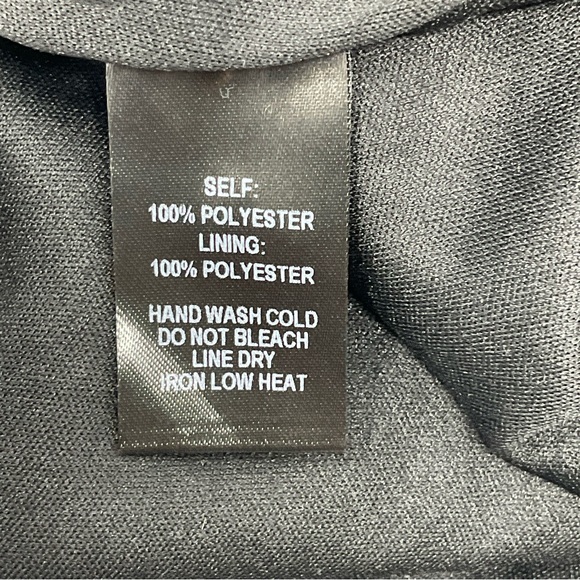 SELF:
100% POLYESTER
LINING:
100% POLYESTER
HAND WASH COLD
DO NOT BLEACH
LINE DRY
IRON LOW HEAT